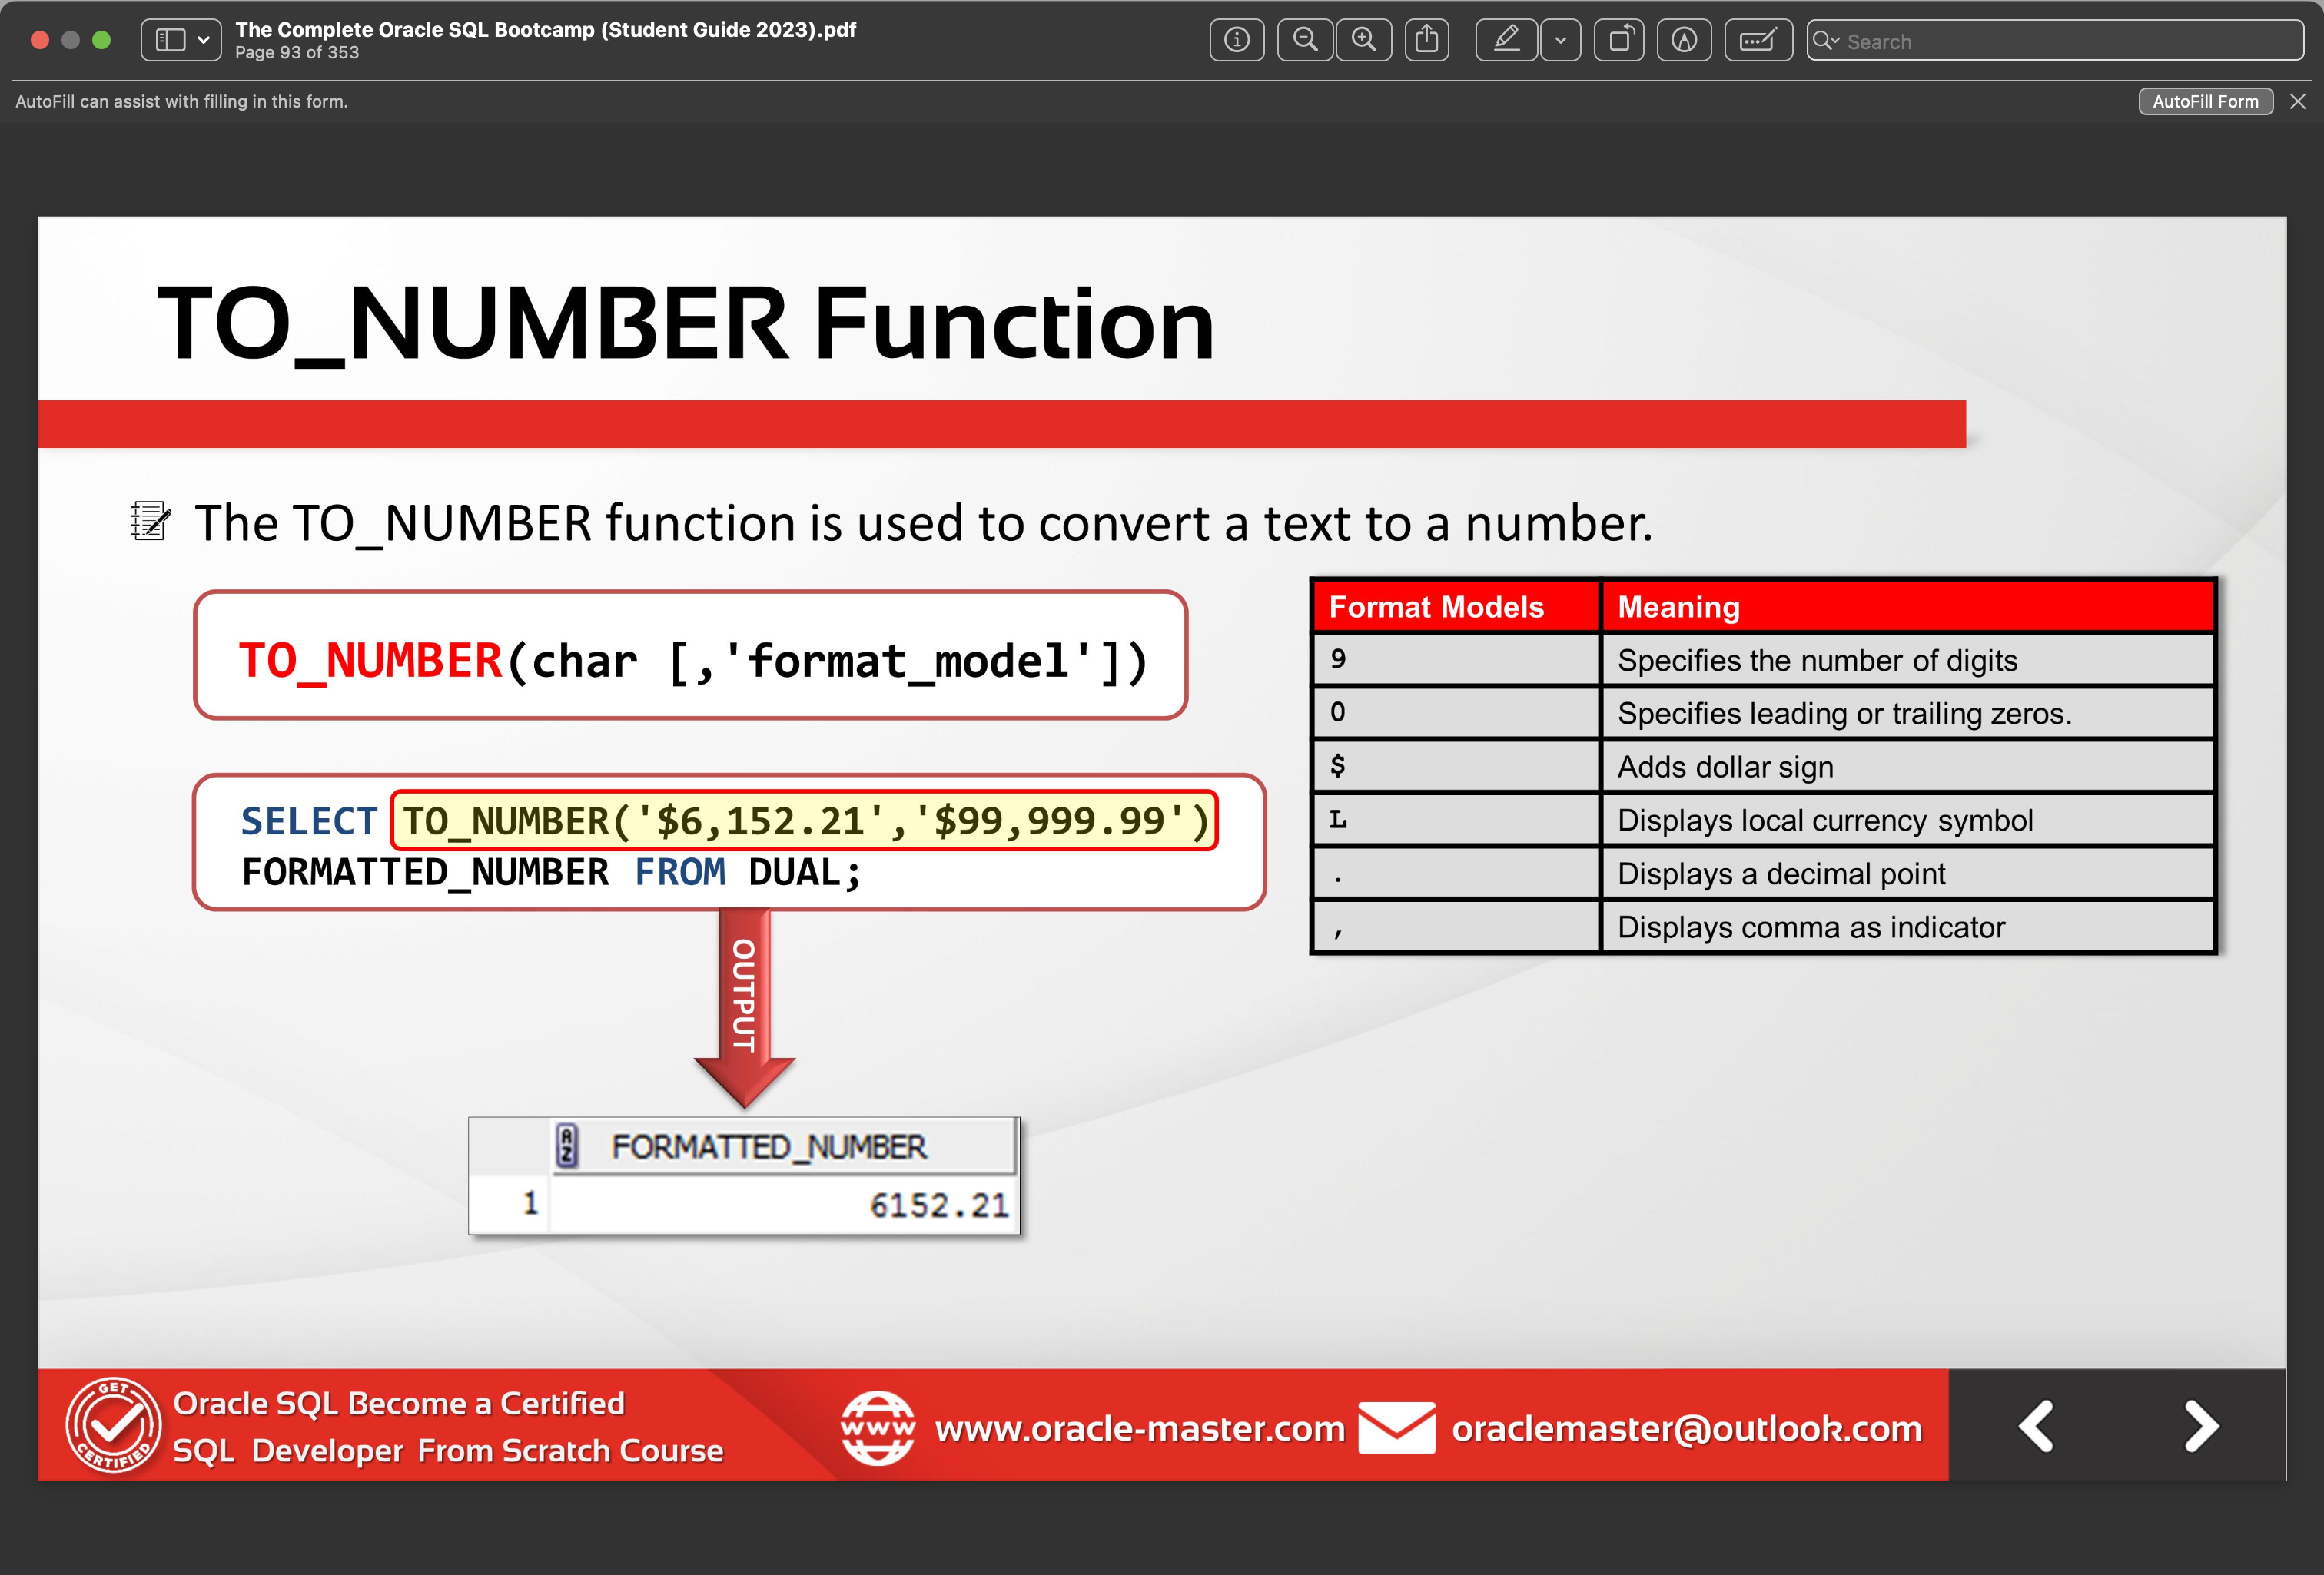 The Complete Oracle SQL Bootcamp (Student Guide 2023).pdf
Page 93 of 353
Search
AutoFill can assist with filling in this form.
AutoFill Form
TO_NUMBER Function
The TO_NUMBER function is used to convert a text to a number.
TO_NUMBER(char [,'format_model'])
SELECT TO_NUMBER('$6,152.21','$99,999.99')
FORMATTED_NUMBER FROM DUAL;
OUTPUT
FORMATTED_NUMBER
1 6152.21
Format Models Meaning
9 Specifies the number of digits
0 Specifies leading or trailing zeros.
$ Adds dollar sign
L Displays local currency symbol
. Displays a decimal point
, Displays comma as indicator
GET CERTIFIED
Oracle SQL Become a Certified
SQL Developer From Scratch Course
www
www.oracle-master.com
oraclemaster@outlook.com